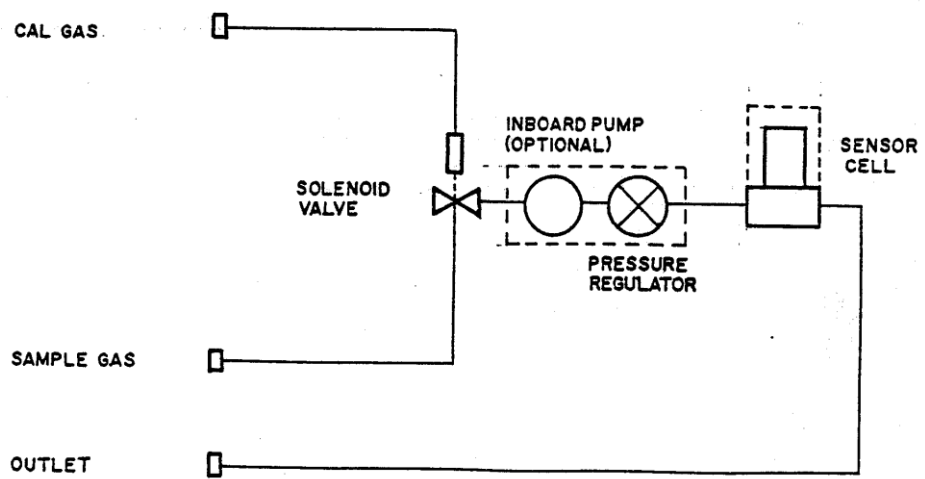 CAL GAS
INBOARD PUMP
(OPTIONAL)
SENSOR
CELL
SOLENOID
VALVE
PRESSURE
REGULATOR
SAMPLE GAS
OUTLET